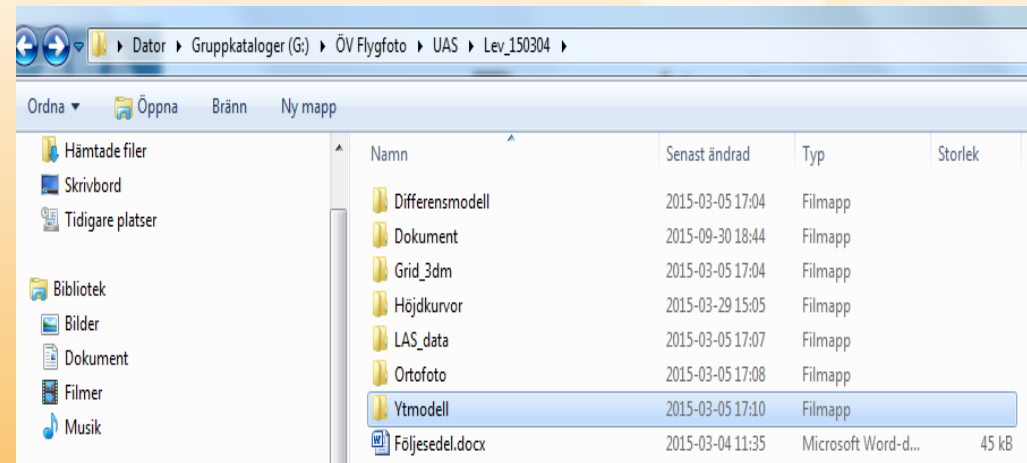 Dator Gruppkataloger (G:) ÖV Flygfoto UAS Lev_150304
Ordna Öppna Bränn Ny mapp
Hämtade filer
Skrivbord
Tidigare platser
Bibliotek
Bilder
Dokument
Filmer
Musik
Namn Senast ändrad Typ Storlek
Differensmodell 2015-03-05 17:04 Filmapp
Dokument 2015-09-30 18:44 Filmapp
Grid_3dm 2015-03-05 17:04 Filmapp
Höjdkurvor 2015-03-29 15:05 Filmapp
LAS_data 2015-03-05 17:07 Filmapp
Ortofoto 2015-03-05 17:08 Filmapp
Ytmodell 2015-03-05 17:10 Filmapp
Följesedel.docx 2015-03-04 11:35 Microsoft Word-d... 45 kB